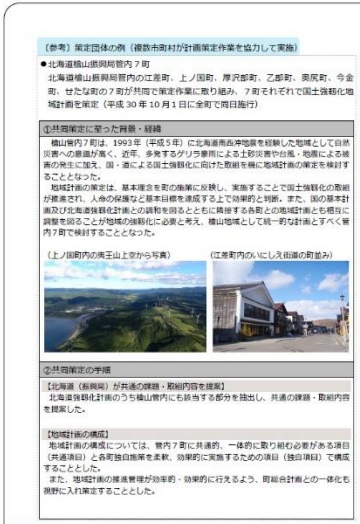 （参考）策定団体の例（複数市町村が計画策定作業を協力して実施）
●北海道檜山振興局管内７町
北海道檜山振興局管内の江差町、上ノ国町、厚沢部町、乙部町、奥尻町、今金
町、せたな町の７町が共同で策定作業に取り組み、７町それぞれで国土強靱化地
域計画を策定（平成 30 年 10 月１日に全町で同日施行）
①共同策定に至った背景・経緯
檜山管内７町は、1993 年（平成５年）に北海道南西沖地震を経験した地域として自然
災害への意識が高く、近年、多発するゲリラ豪雨による土砂災害や台風・地震による被
害の発生に加え、国・道による国土強靱化に向けた取組を機に地域計画の策定を検討す
ることとなった。
地域計画の策定は、基本理念を町の施策に反映し、実施することで国土強靱化の取組
が推進され、人命の保護など基本目標を達成する上で効果的と判断。また、国の基本計
画及び北海道強靱化計画との調和を図るとともに隣接する各町との地域計画とも相互に
調整を図ることが地域の強靱化に必要と考え、檜山地域として統一的な計画とすべく管
内７町で検討することとなった。
（上ノ国町内の夷王山上空から写真）
（江差町内のいにしえ街道の町並み）
②共同策定の手順
【北海道（振興局）が共通の課題・取組内容を提案】
北海道強靱化計画のうち檜山管内にも該当する部分を抽出し、共通の課題・取組内容
を提案した。
【地域計画の構成】
地域計画の構成については、管内７町に共通的、一体的に取り組む必要がある項目
（共通項目）と各町独自施策を柔軟、効果的に実施するための項目（独自項目）で構成
することとした。
また、地域計画の推進管理が効率的・効果的に行えるよう、町総合計画との一体化も
視野に入れ策定することとした。